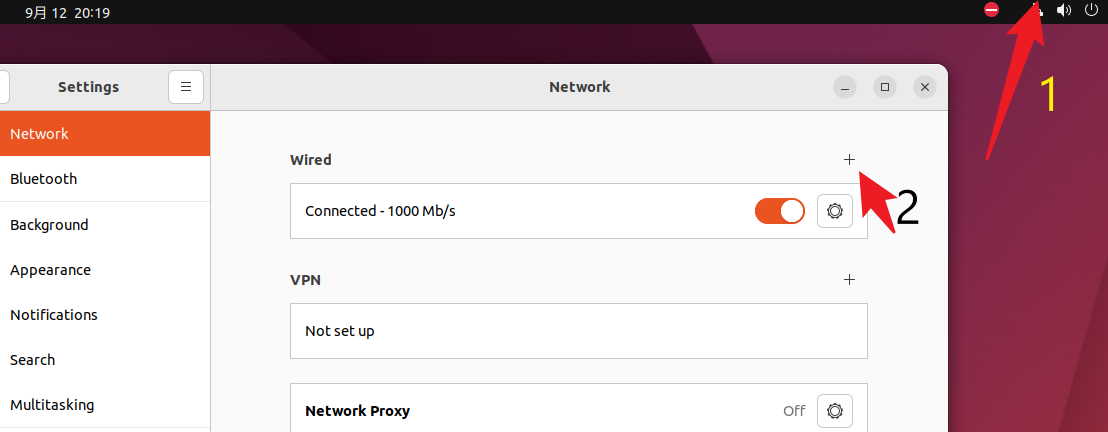 9月 12 20:19
Settings
Network
1
Network
Wired
Bluetooth
Connected - 1000 Mb/s
2
Background
Appearance
VPN
Notifications
Not set up
Search
Multitasking
Network Proxy
Off